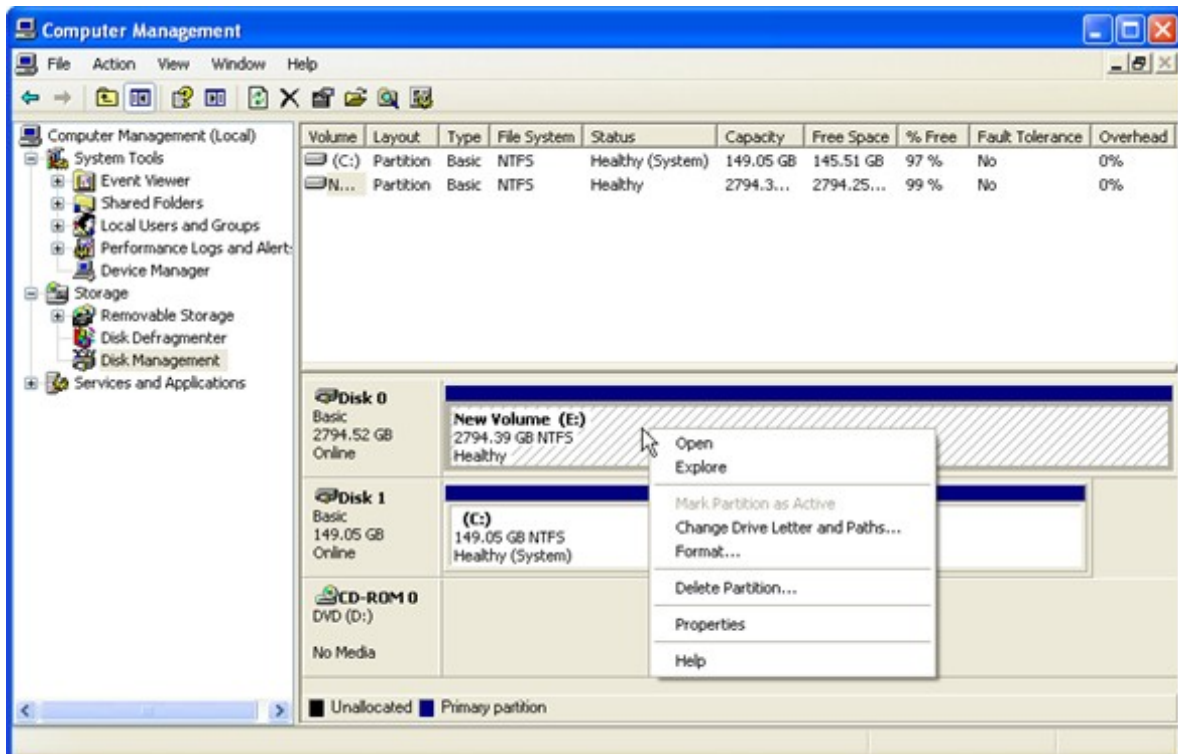 Computer Management
File Action View Window Help
Computer Management (Local)
System Tools
Event Viewer
Shared Folders
Local Users and Groups
Performance Logs and Alert:
Device Manager
Storage
Removable Storage
Disk Defragmenter
Disk Management
Services and Applications
Volume Layout Type File System Status Capacity Free Space % Free Fault Tolerance Overhead
(C:) Partition Basic NTFS Healthy (System) 149.05 GB 145.51 GB 97 % No 0%
N... Partition Basic NTFS Healthy 2794.3... 2794.25... 99 % No 0%
Disk 0
Basic
2794.52 GB
Online
New Volume (E:)
2794.39 GB NTFS
Healthy
Disk 1
Basic
149.05 GB
Online
(C:)
149.05 GB NTFS
Healthy (System)
CD-ROM 0
DVD (D:)
No Media
Open
Explore
Mark Partition as Active
Change Drive Letter and Paths...
Format...
Delete Partition...
Properties
Help
Unallocated Primary partition